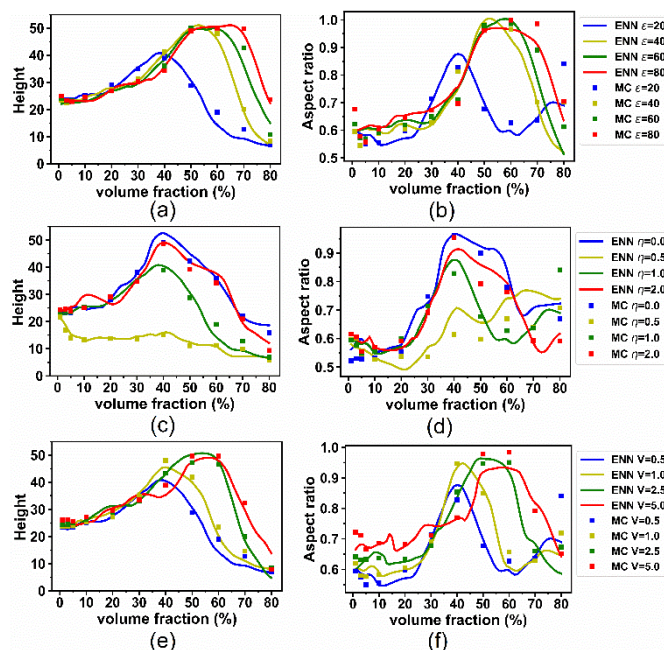 50
40
30
20
10
0
Height
0 10 20 30 40 50 60 70 80
volume fraction (%)
(a)
1.0
0.9
0.8
0.7
0.6
0.5
Aspect ratio
0 10 20 30 40 50 60 70 80
volume fraction (%)
(b)
ENN ε=20
ENN ε=40
ENN ε=60
ENN ε=80
MC ε=20
MC ε=40
MC ε=60
MC ε=80
50
40
30
20
10
0
Height
0 10 20 30 40 50 60 70 80
volume fraction (%)
(c)
0.9
0.8
0.7
0.6
0.5
Aspect ratio
0 10 20 30 40 50 60 70 80
volume fraction (%)
(d)
ENN η=0.0
ENN η=0.5
ENN η=1.0
ENN η=2.0
MC η=0.0
MC η=0.5
MC η=1.0
MC η=2.0
50
40
30
20
10
0
Height
0 10 20 30 40 50 60 70 80
volume fraction (%)
(e)
1.0
0.9
0.8
0.7
0.6
Aspect ratio
0 10 20 30 40 50 60 70 80
volume fraction (%)
(f)
ENN V=0.5
ENN V=1.0
ENN V=2.5
ENN V=5.0
MC V=0.5
MC V=1.0
MC V=2.5
MC V=5.0